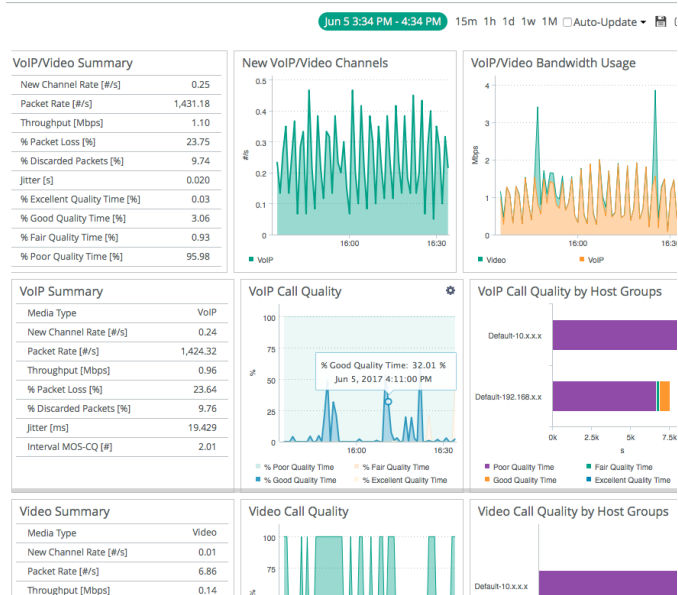 Jun 5 3:34 PM - 4:34 PM 15m 1h 1d 1w 1M Auto-Update
VoIP/Video Summary
New Channel Rate [#/s] 0.25
Packet Rate [#/s] 1,431.18
Throughput [Mbps] 1.10
% Packet Loss [%] 23.75
% Discarded Packets [%] 9.74
Jitter [s] 0.020
% Excellent Quality Time [%] 0.03
% Good Quality Time [%] 3.06
% Fair Quality Time [%] 0.93
% Poor Quality Time [%] 95.98
New VoIP/Video Channels
0.5
0.4
0.3
0.2
0.1
0
#/s
16:00 16:30
VoIP
VoIP/Video Bandwidth Usage
4
3
2
1
0
Mbps
16:00 16:30
Video VoIP
VoIP Summary
Media Type VoIP
New Channel Rate [#/s] 0.24
Packet Rate [#/s] 1,424.32
Throughput [Mbps] 0.96
% Packet Loss [%] 23.64
% Discarded Packets [%] 9.76
Jitter [ms] 19.429
Interval MOS-CQ [#] 2.01
VoIP Call Quality
100
75
50
25
0
%
% Good Quality Time: 32.01 %
Jun 5, 2017 4:11:00 PM
16:00 16:30
% Poor Quality Time % Fair Quality Time
% Good Quality Time % Excellent Quality Time
VoIP Call Quality by Host Groups
Default-10.x.x.x
Default-192.168.x.x
0k 2.5k 5k 7.5k
s
Poor Quality Time Fair Quality Time
Good Quality Time Excellent Quality Time
Video Summary
Media Type Video
New Channel Rate [#/s] 0.01
Packet Rate [#/s] 6.86
Throughput [Mbps] 0.14
Video Call Quality
100
75
%
Video Call Quality by Host Groups
Default-10.x.x.x